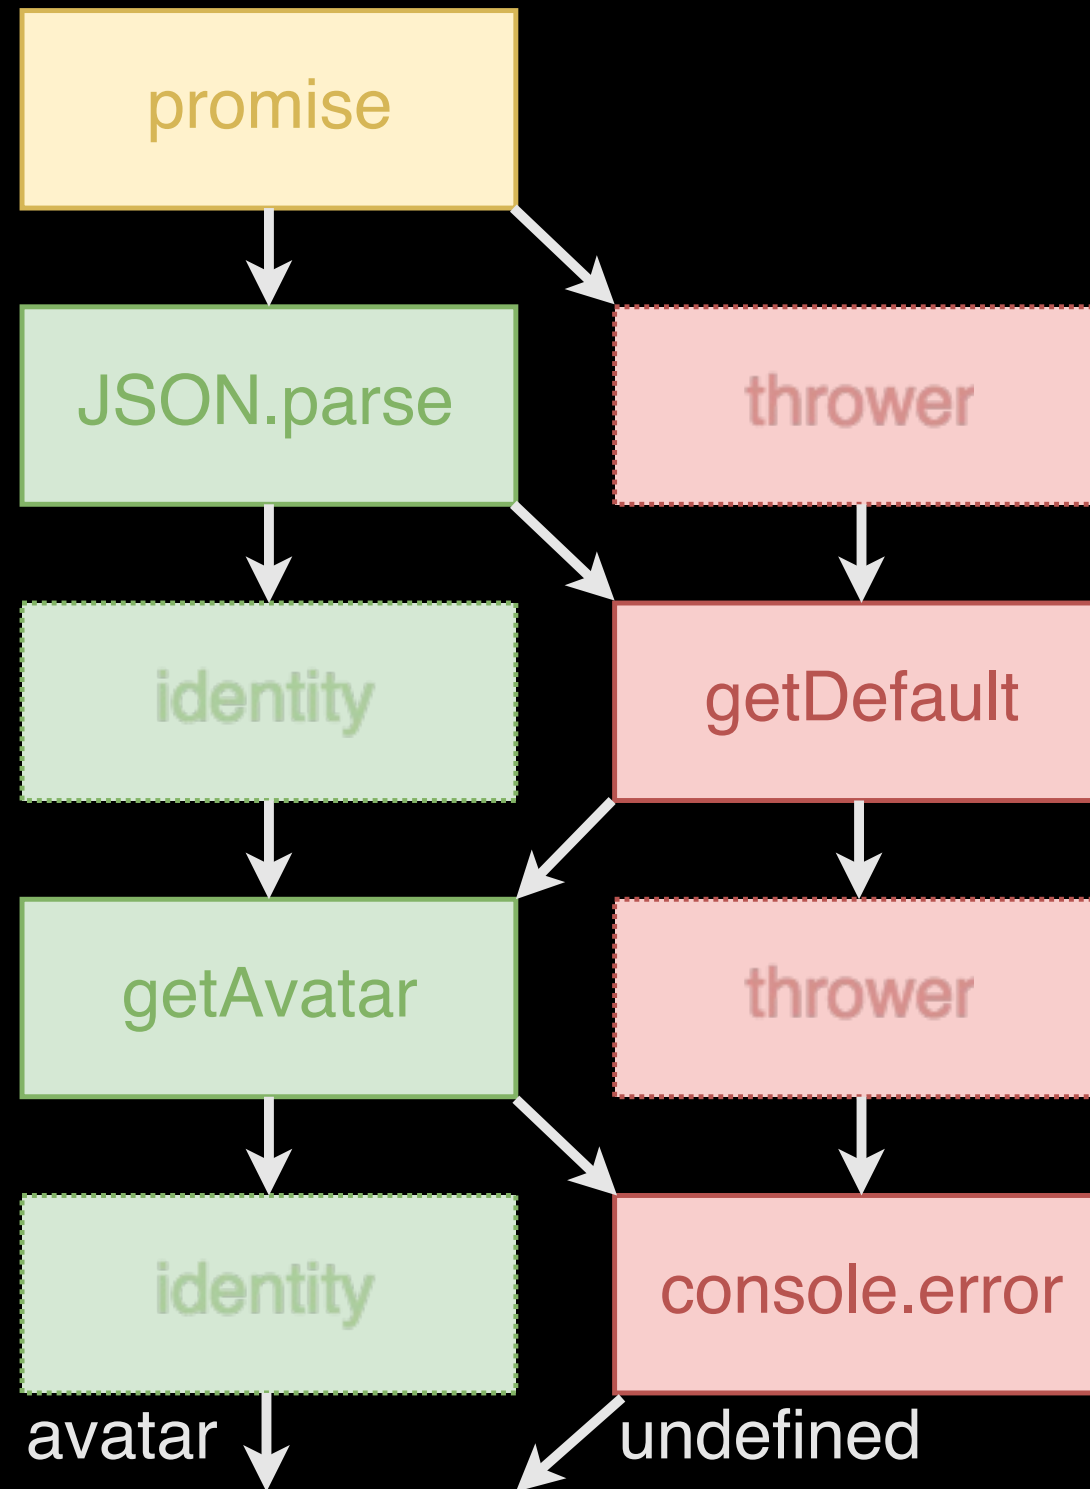 promise
JSON.parse
thrower
identity
getDefault
getAvatar
thrower
identity
console.error
avatar
undefined